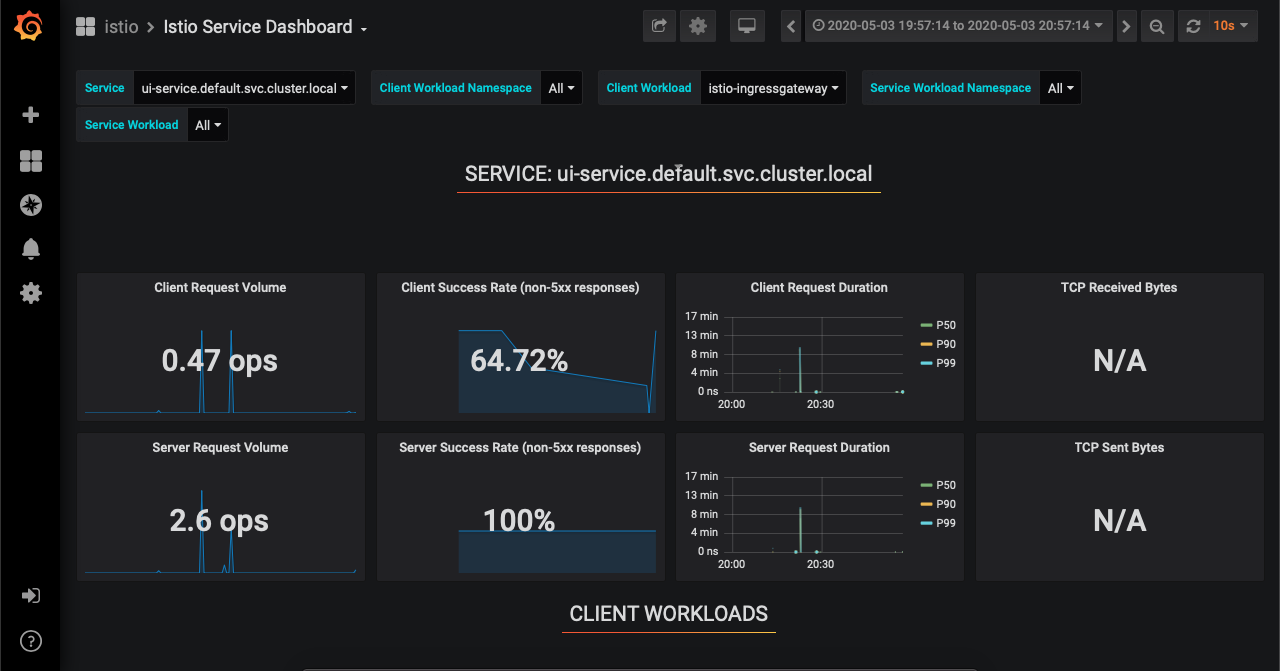 istio > Istio Service Dashboard
2020-05-03 19:57:14 to 2020-05-03 20:57:14
10s
Service ui-service.default.svc.cluster.local
Client Workload Namespace All
Client Workload istio-ingressgateway
Service Workload Namespace All
Service Workload All
SERVICE: ui-service.default.svc.cluster.local
Client Request Volume
0.47 ops
Client Success Rate (non-5xx responses)
64.72%
Client Request Duration
17 min
13 min
8 min
4 min
0 ns
20:00 20:30
P50
P90
P99
TCP Received Bytes
N/A
Server Request Volume
2.6 ops
Server Success Rate (non-5xx responses)
100%
Server Request Duration
17 min
13 min
8 min
4 min
0 ns
20:00 20:30
P50
P90
P99
TCP Sent Bytes
N/A
CLIENT WORKLOADS